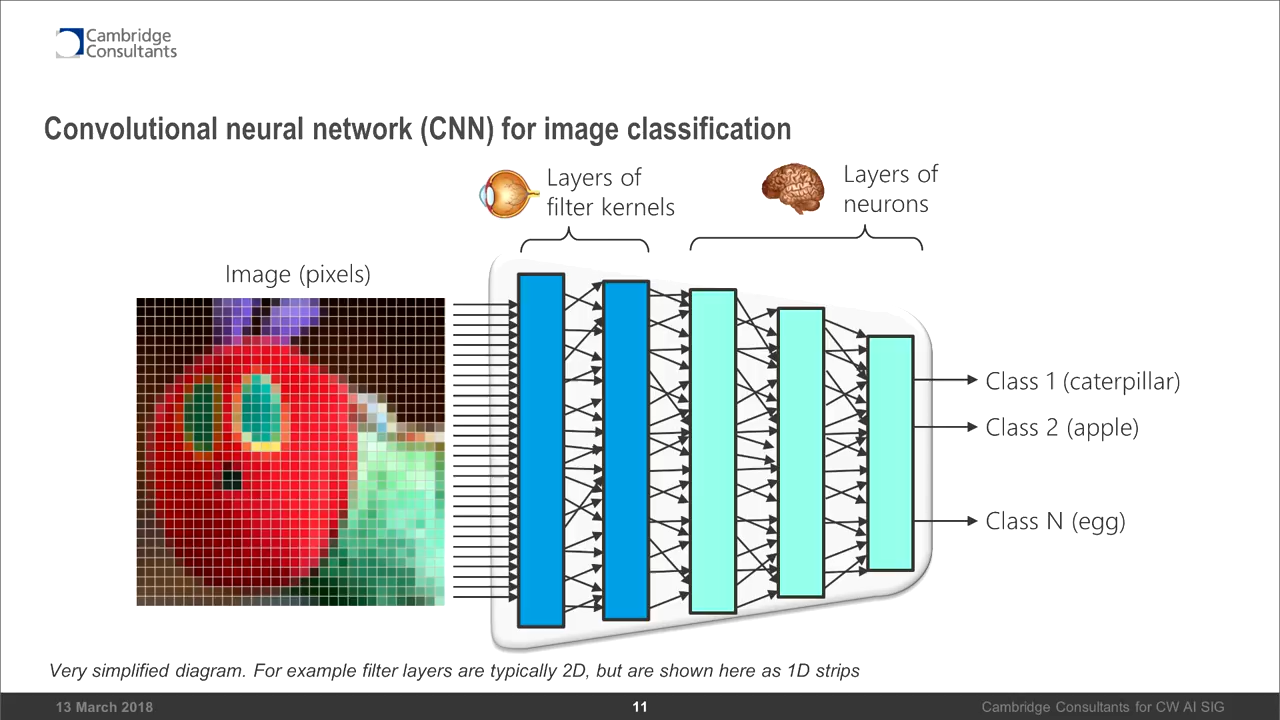 Cambridge
Consultants
Convolutional neural network (CNN) for image classification
Layers of
filter kernels
Layers of
neurons
Image (pixels)
Class 1 (caterpillar)
Class 2 (apple)
Class N (egg)
Very simplified diagram. For example filter layers are typically 2D, but are shown here as 1D strips
13 March 2018
11
Cambridge Consultants for CW AI SIG